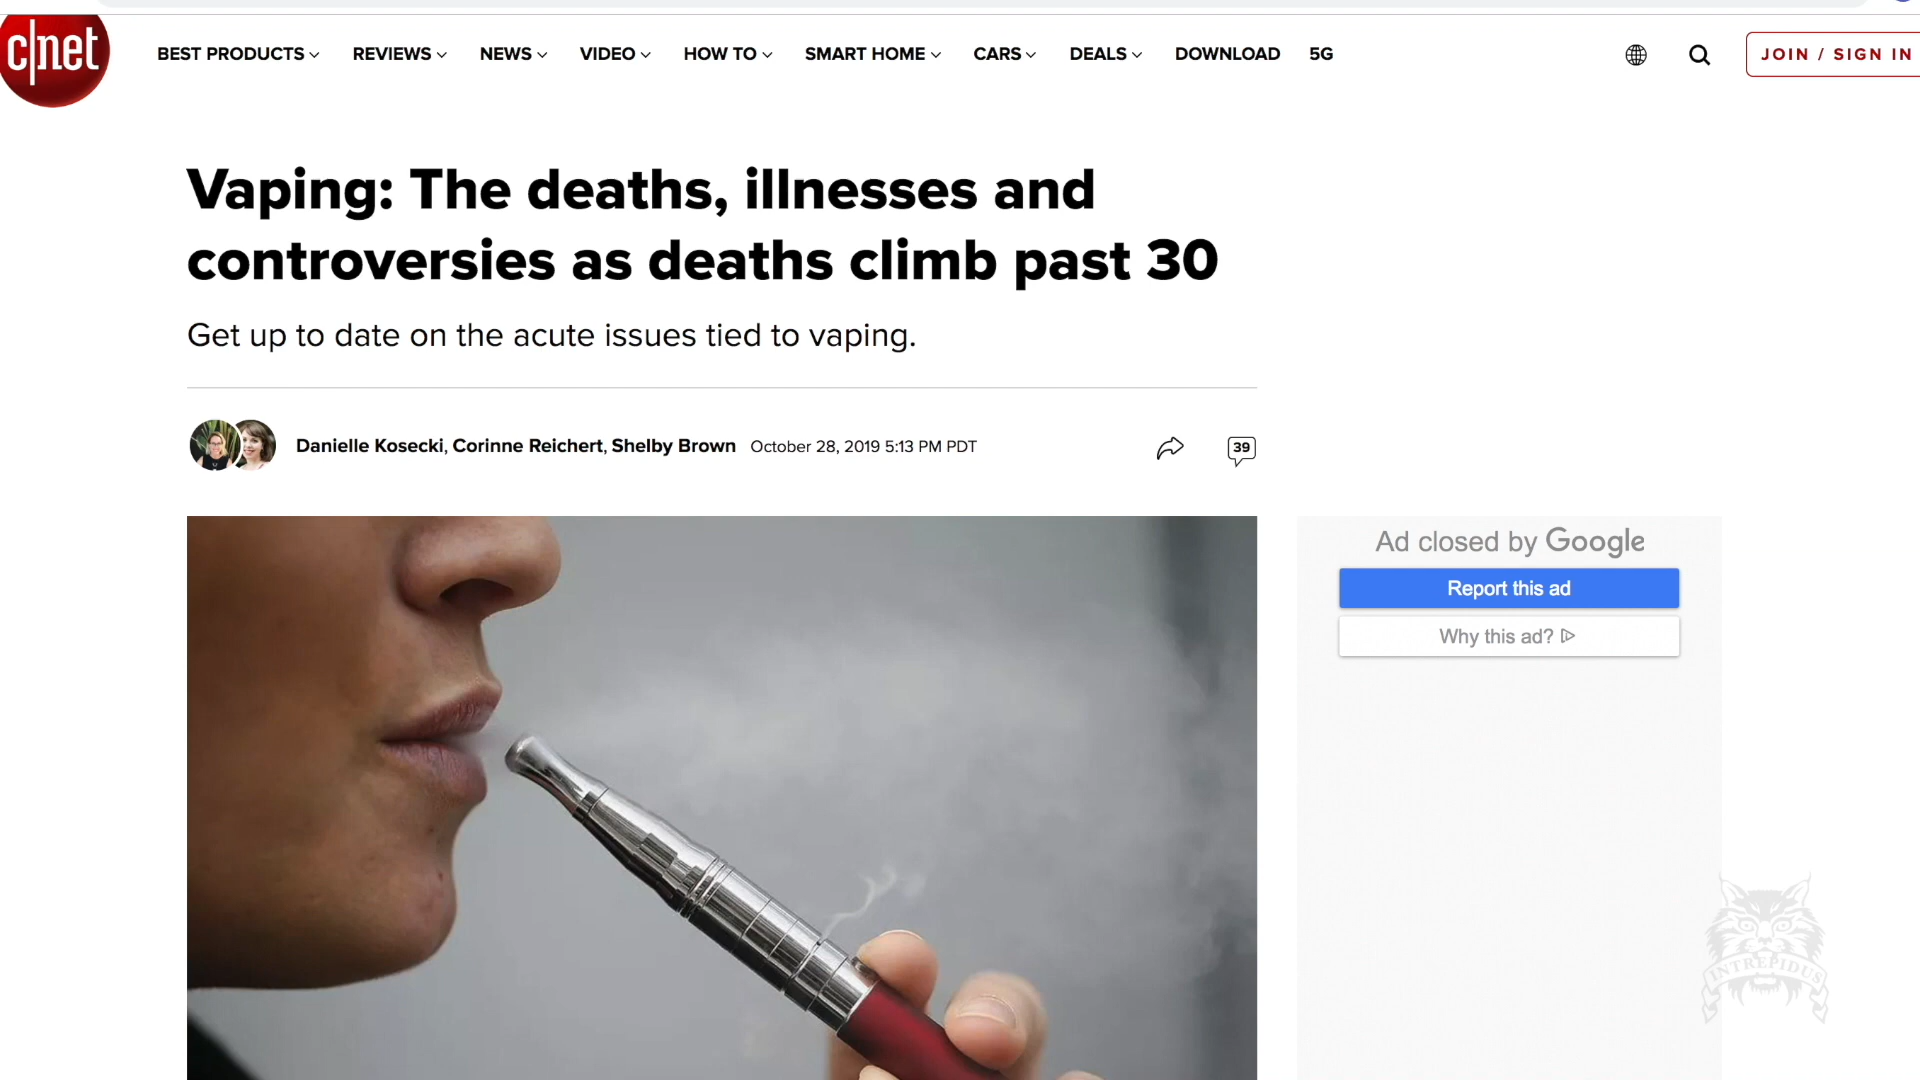 c|net
BEST PRODUCTS REVIEWS NEWS VIDEO HOW TO SMART HOME CARS DEALS DOWNLOAD 5G JOIN / SIGN IN
Vaping: The deaths, illnesses and
controversies as deaths climb past 30
Get up to date on the acute issues tied to vaping.
Danielle Kosecki, Corinne Reichert, Shelby Brown October 28, 2019 5:13 PM PDT
39
Ad closed by Google
Report this ad
Why this ad?
INTREPIDUS